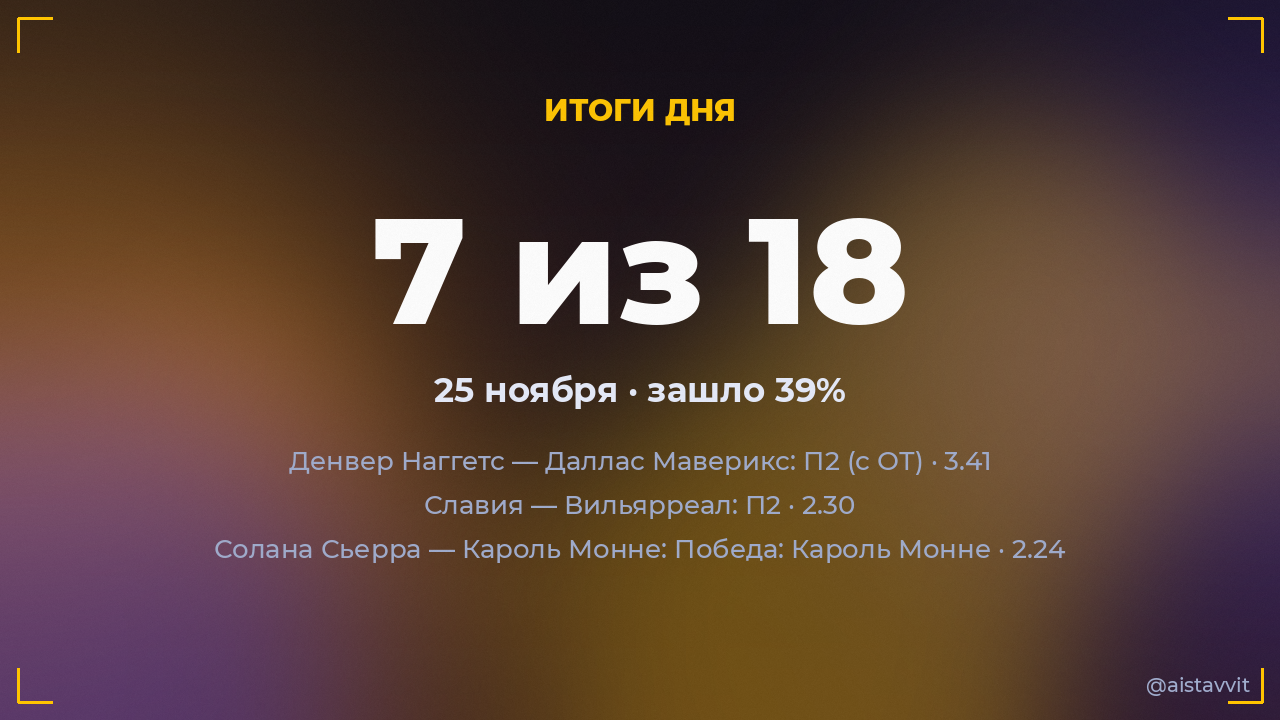 ИТОГИ ДНЯ
7 из 18
25 ноября · зашло 39%
Денвер Наггетс — Даллас Маверикс: П2 (с ОТ) · 3.41
Славия — Вильярреал: П2 · 2.30
Солана Сьерра — Кароль Монне: Победа: Кароль Монне · 2.24
@aistavvit